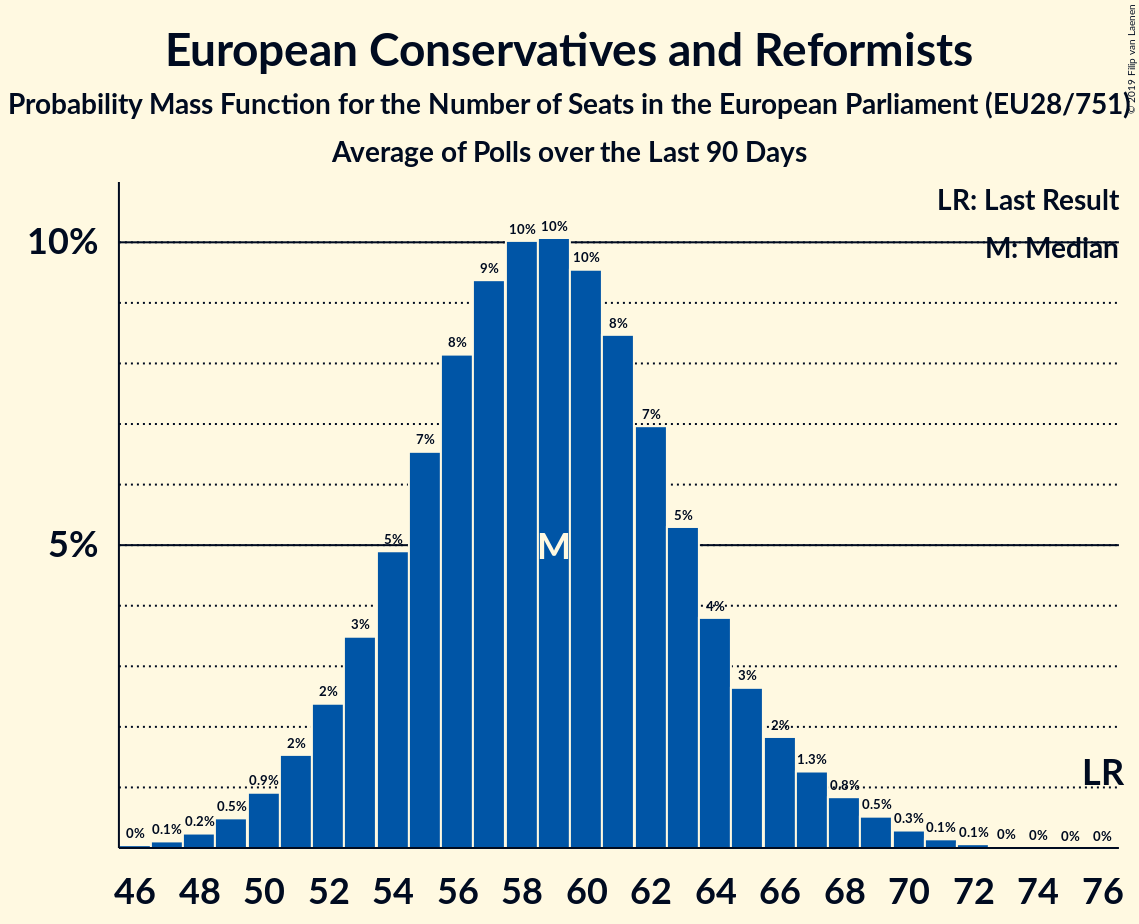 European Conservatives and Reformists
Probability Mass Function for the Number of Seats in the European Parliament (EU28/751)
Average of Polls over the Last 90 Days
© 2019 Filip van Laenen
LR: Last Result
M: Median
10%
5%
0% 0.1% 0.2% 0.5% 0.9% 2% 2% 3% 5% 7% 8% 9% 10% 10% 10% 8% 7% 5% 4% 3% 2% 1.3% 0.8% 0.5% 0.3% 0.1% 0.1% 0% 0% 0% 0%
M
LR
46 48 50 52 54 56 58 60 62 64 66 68 70 72 74 76